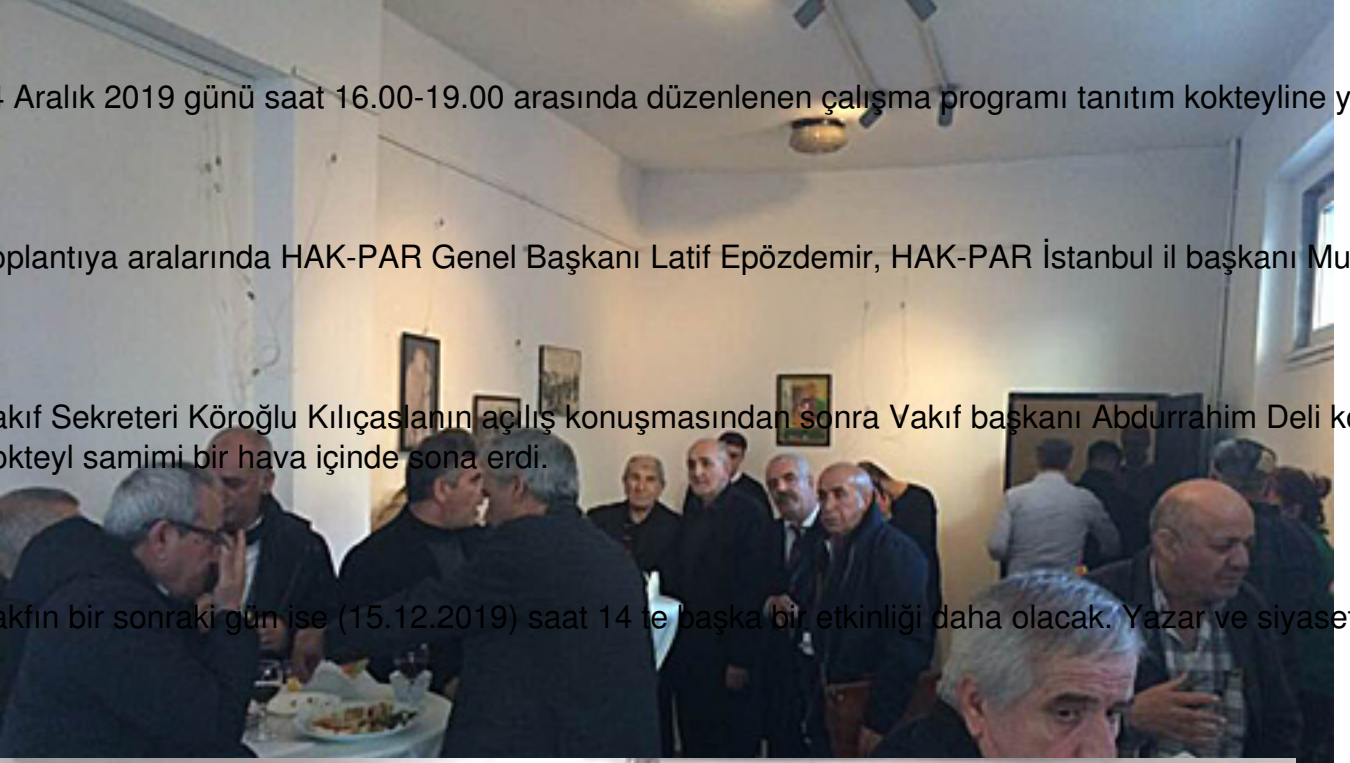 Aralık 2019 günü saat 16.00-19.00 arasında düzenlenen çalışma programı tanıtım kokteyline y
oplantıya aralarında HAK-PAR Genel Başkanı Latif Epözdemir, HAK-PAR İstanbul il başkanı Mu
akıf Sekreteri Köroğlu Kılıçaslanın açılış konuşmasından sonra Vakıf başkanı Abdurrahim Deli k
okteyl samimi bir hava içinde sona erdi.
akfın bir sonraki gün ise (15.12.2019) saat 14 te başka bir etkinliği daha olacak. Yazar ve siyaset